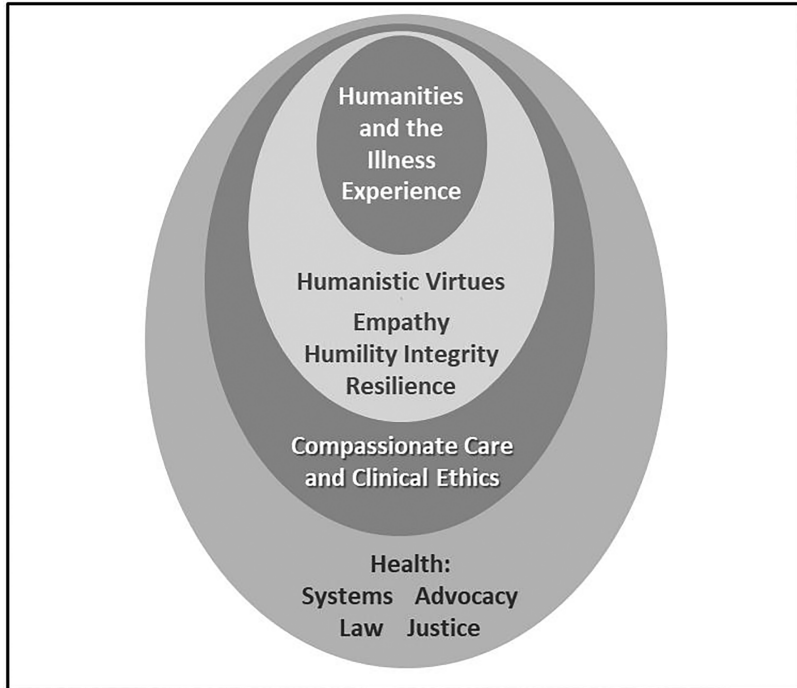 Humanities
and the
Illness
Experience
Humanistic Virtues
Empathy
Humility Integrity
Resilience
Compassionate Care
and Clinical Ethics
Health:
Systems Advocacy
Law Justice